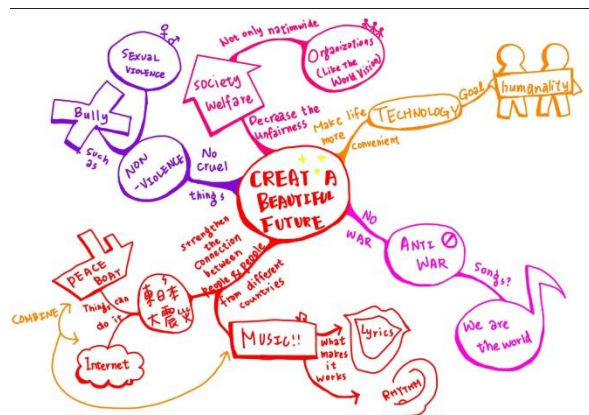 SEXUAL
VIOLENCE
Bully
Such
as
NON
-VIOLENCE
No
cruel
things
Not only nationwide
Organizations
(Like The
World Vision)
SOCIETY
Welfare
Decrease the
Unfairness
Make life
more
convenient
TECHNOLOGY
Goal
humanality
CREAT A
BEAUTIFUL
FUTURE
NO
WAR
ANTI
WAR
Songs?
We are
the world
strengthen
the
connection
between
people & people
from different
countries
東日本
大震災
PEACE
BOAT
Things can
do it
Internet
COMBINE
MUSIC!!
what
makes
it
works
Lyrics
RHYTHM